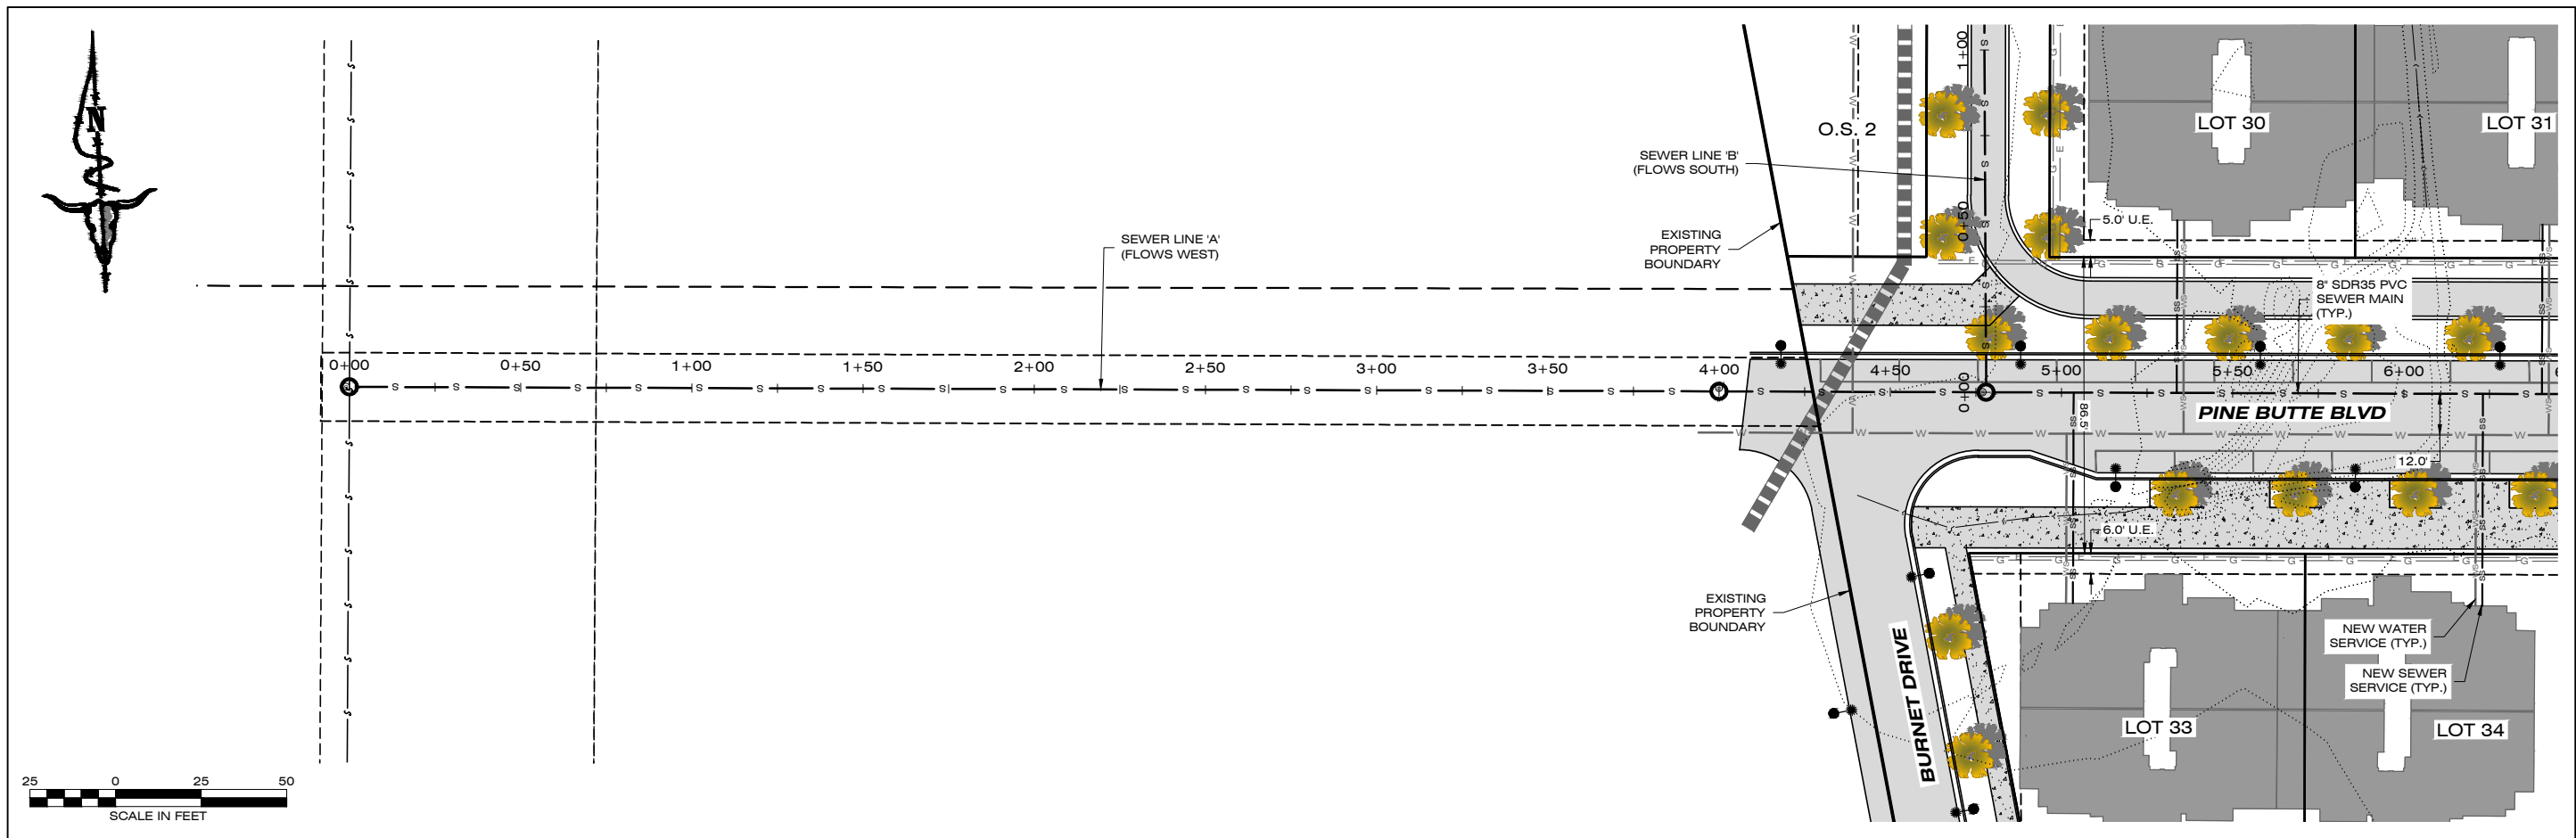 N
1+00
O.S. 2
LOT 30
LOT 31
SEWER LINE 'B'
(FLOWS SOUTH)
0+50
5.0' U.E.
SEWER LINE 'A'
(FLOWS WEST)
EXISTING
PROPERTY
BOUNDARY
8" SDR35 PVC
SEWER MAIN
(TYP.)
0+00
0+50
1+00
1+50
2+00
2+50
3+00
3+50
4+00
4+50
5+00
5+50
6+00
0+00
86.5'
PINE BUTTE BLVD
12.0'
6.0' U.E.
EXISTING
PROPERTY
BOUNDARY
BURNET DRIVE
NEW WATER
SERVICE (TYP.)
NEW SEWER
SERVICE (TYP.)
LOT 33
LOT 34
25 0 25 50
SCALE IN FEET